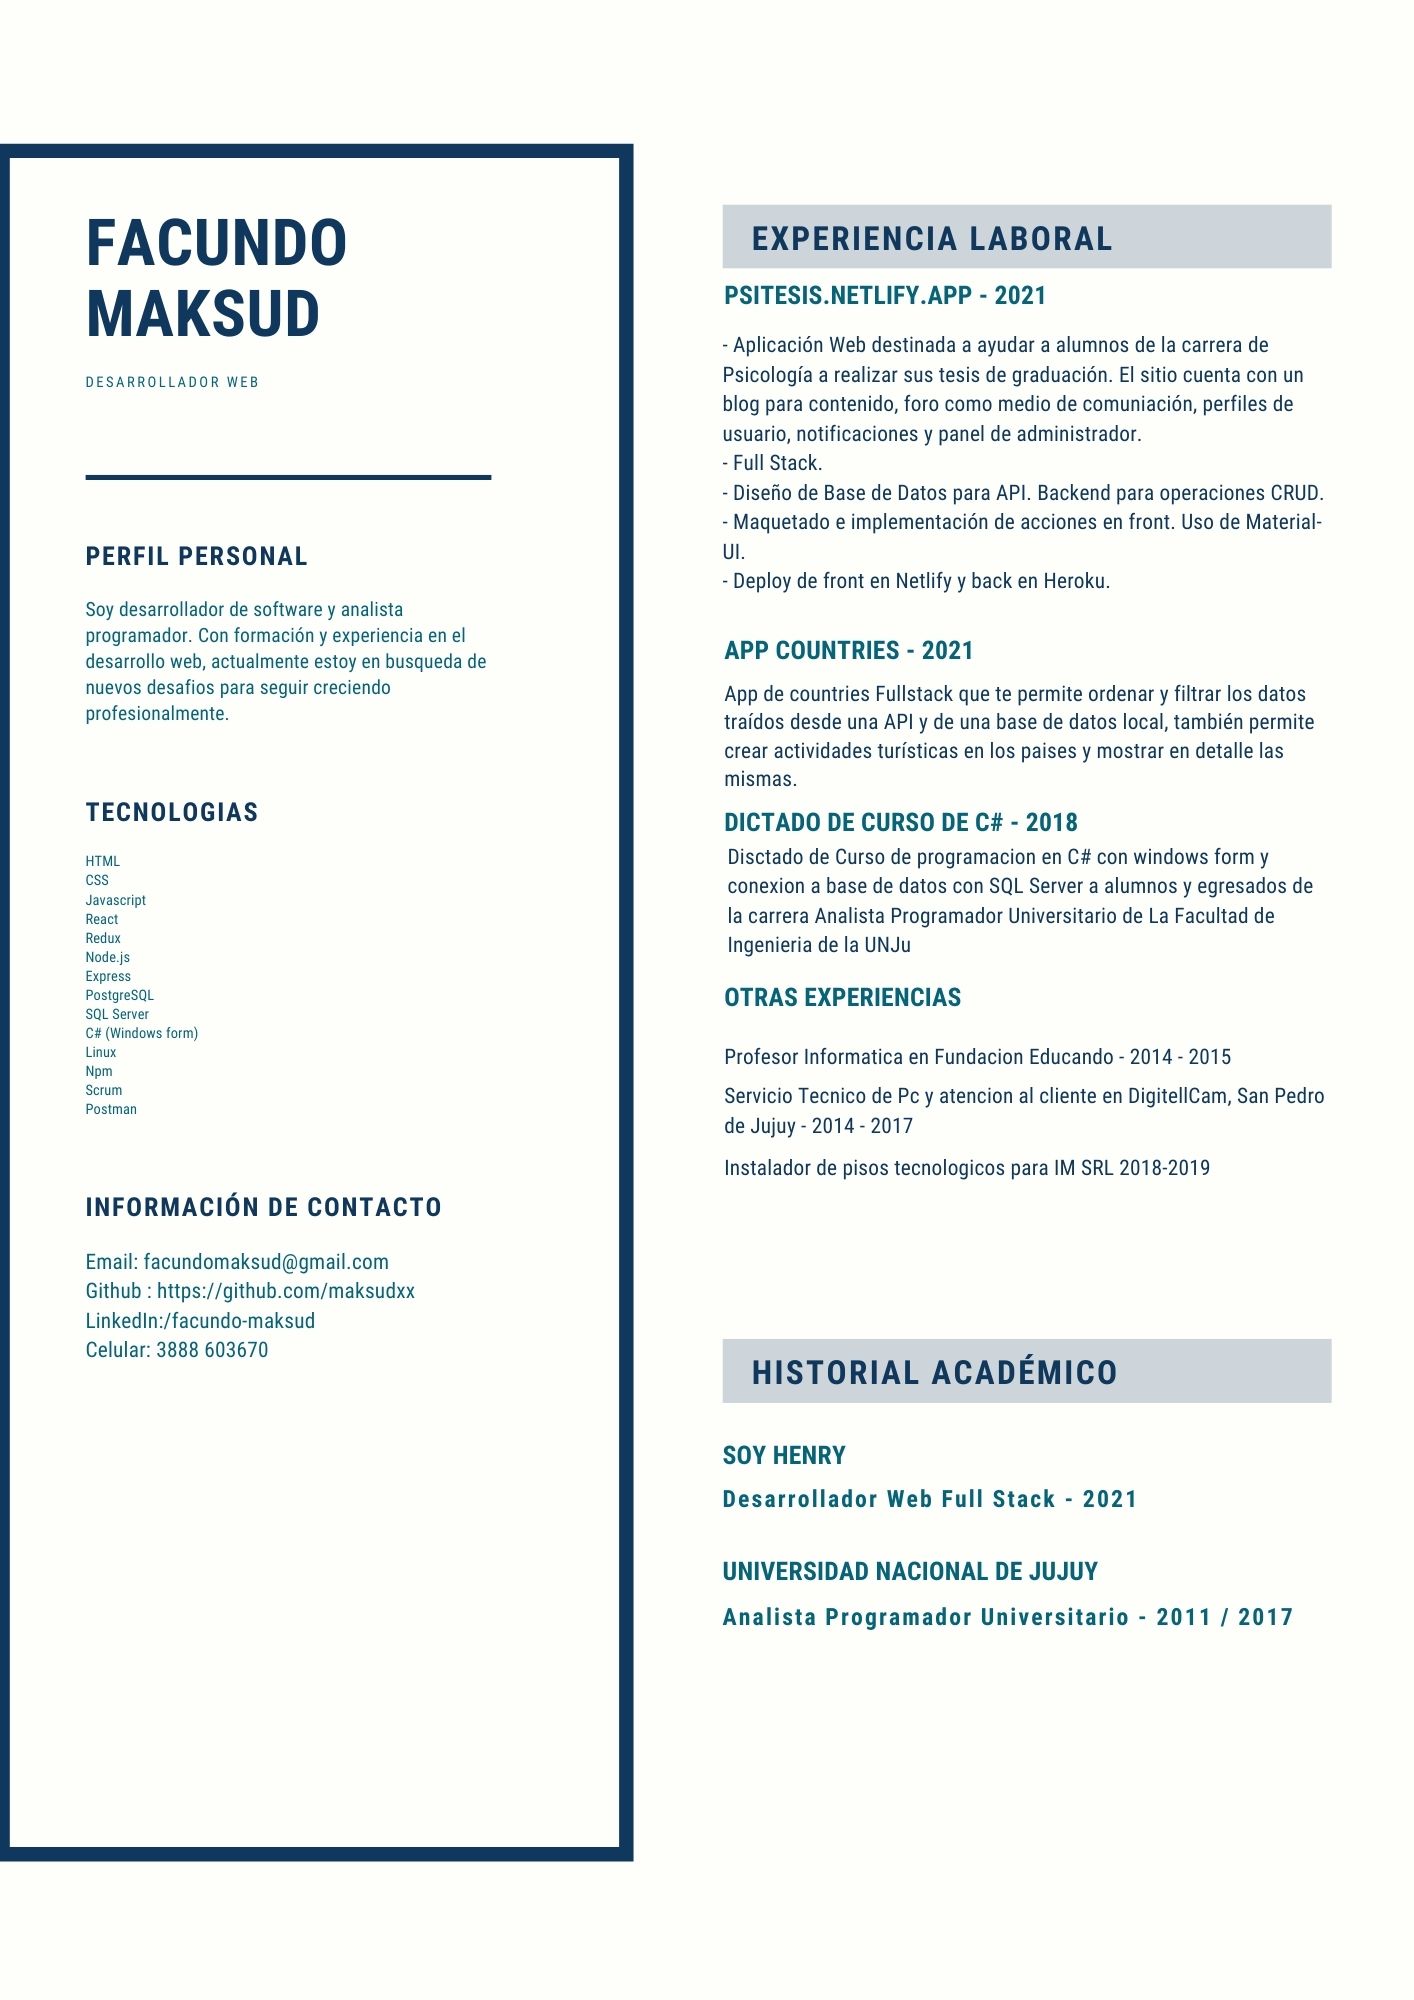 FACUNDO
MAKSUD
DESARROLLADOR WEB
PERFIL PERSONAL
Soy desarrollador de software y analista
programador. Con formación y experiencia en el
desarrollo web, actualmente estoy en busqueda de
nuevos desafios para seguir creciendo
profesionalmente.
TECNOLOGIAS
HTML
CSS
Javascript
React
Redux
Node.js
Express
PostgreSQL
SQL Server
C# (Windows form)
Linux
Npm
Scrum
Postman
INFORMACIÓN DE CONTACTO
Email: facundomaksud@gmail.com
Github : https://github.com/maksudxx
LinkedIn:/facundo-maksud
Celular: 3888 603670
EXPERIENCIA LABORAL
PSITESIS.NETLIFY.APP - 2021
- Aplicación Web destinada a ayudar a alumnos de la carrera de
Psicología a realizar sus tesis de graduación. El sitio cuenta con un
blog para contenido, foro como medio de comuniación, perfiles de
usuario, notificaciones y panel de administrador.
- Full Stack.
- Diseño de Base de Datos para API. Backend para operaciones CRUD.
- Maquetado e implementación de acciones en front. Uso de Material-
UI.
- Deploy de front en Netlify y back en Heroku.
APP COUNTRIES - 2021
App de countries Fullstack que te permite ordenar y filtrar los datos
traídos desde una API y de una base de datos local, también permite
crear actividades turísticas en los paises y mostrar en detalle las
mismas.
DICTADO DE CURSO DE C# - 2018
Disctado de Curso de programacion en C# con windows form y
conexion a base de datos con SQL Server a alumnos y egresados de
la carrera Analista Programador Universitario de La Facultad de
Ingenieria de la UNJu
OTRAS EXPERIENCIAS
Profesor Informatica en Fundacion Educando - 2014 - 2015
Servicio Tecnico de Pc y atencion al cliente en DigitellCam, San Pedro
de Jujuy - 2014 - 2017
Instalador de pisos tecnologicos para IM SRL 2018-2019
HISTORIAL ACADÉMICO
SOY HENRY
Desarrollador Web Full Stack - 2021
UNIVERSIDAD NACIONAL DE JUJUY
Analista Programador Universitario - 2011 / 2017